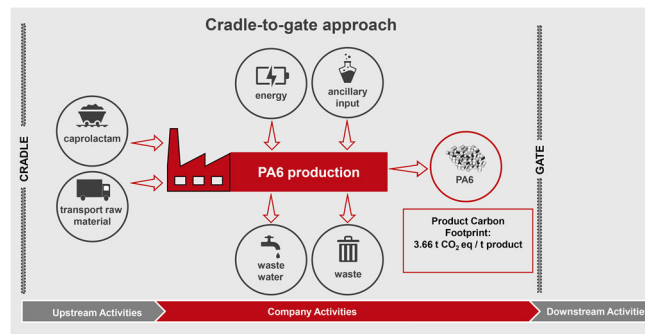 Cradle-to-gate approach
CRADLE
energy
ancillary
input
caprolactam
transport raw
material
PA6 production
PA6
GATE
Product Carbon
Footprint:
3.66 t CO₂ eq / t product
waste
water
waste
Upstream Activities
Company Activities
Downstream Activitie